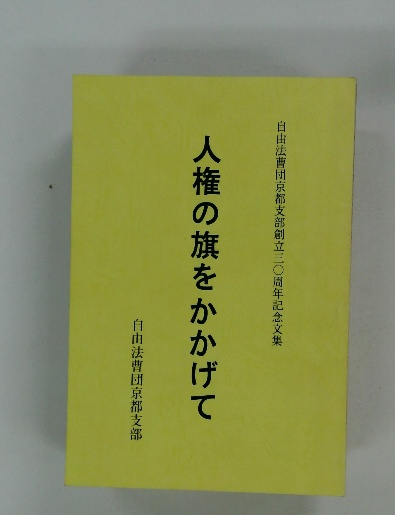 自由法曹団京都支部創立三〇周年記念文集
人権の旗をかかげて
自由法曹団京都支部